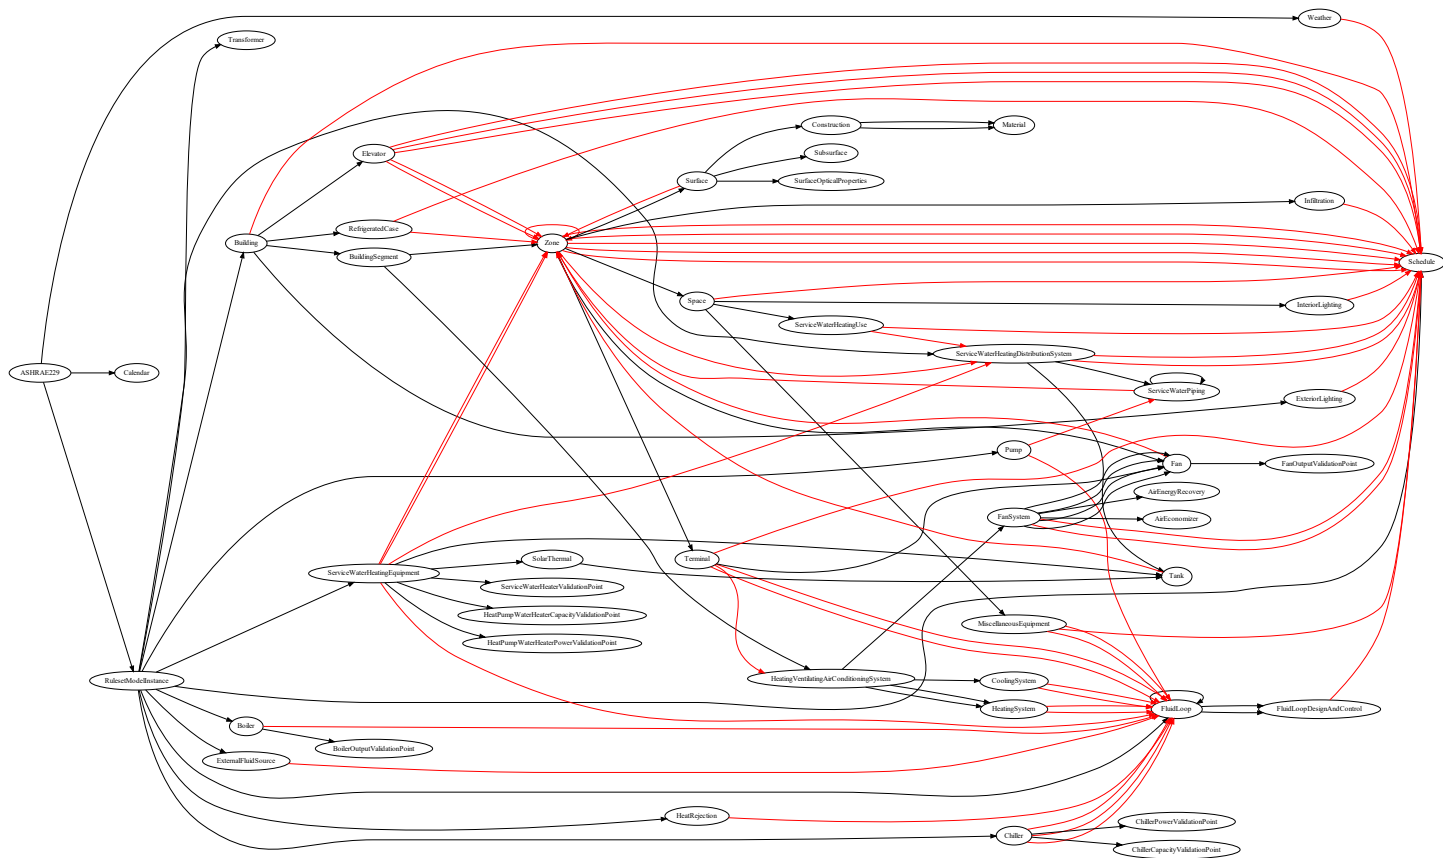 Weather
Transformer
Construction
Material
Elevator
Subsurface
Surface
SurfaceOpticalProperties
Infiltration
RefrigeratedCase
Building
Zone
BuildingSegment
Schedule
Space
InteriorLighting
ServiceWaterHeatingUse
ServiceWaterHeatingDistributionSystem
ASHRAE229
Calendar
ServiceWaterPiping
ExteriorLighting
Pump
Fan
FanOutputValidationPoint
AirEnergyRecovery
FanSystem
AirEconomizer
SolarThermal
Terminal
ServiceWaterHeatingEquipment
Tank
ServiceWaterHeaterValidationPoint
HeatPumpWaterHeaterCapacityValidationPoint
MiscellaneousEquipment
HeatPumpWaterHeaterPowerValidationPoint
RulesetModelInstance
HeatingVentilatingAirConditioningSystem
CoolingSystem
HeatingSystem
FluidLoop
FluidLoopDesignAndControl
Boiler
BoilerOutputValidationPoint
ExternalFluidSource
HeatRejection
ChillerPowerValidationPoint
Chiller
ChillerCapacityValidationPoint